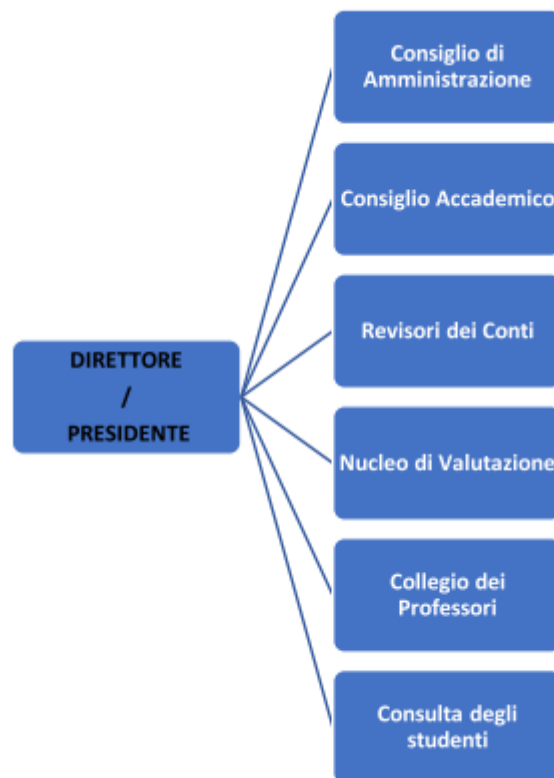 Consiglio di
Amministrazione
Consiglio Accademico
Revisori dei Conti
DIRETTORE
/
PRESIDENTE
Nucleo di Valutazione
Collegio dei
Professori
Consulta degli
studenti